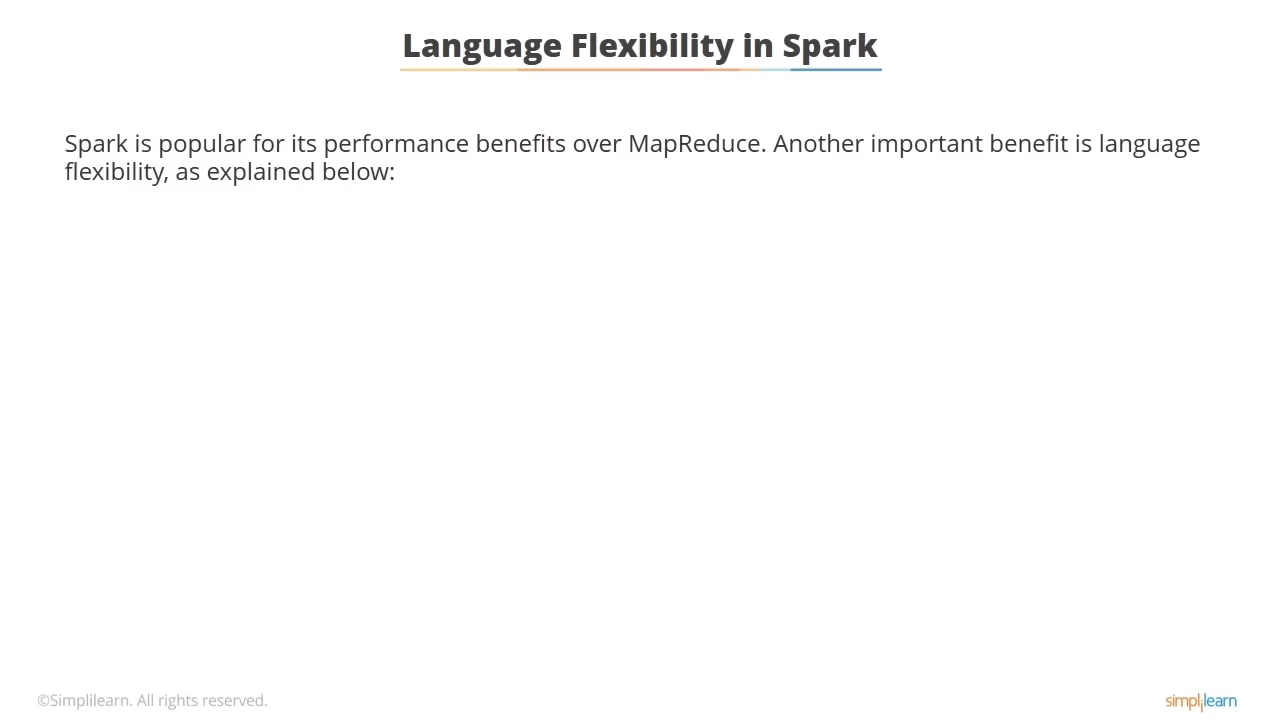 Language Flexibility in Spark
Spark is popular for its performance benefits over MapReduce. Another important benefit is language
flexibility, as explained below:
©Simplilearn. All rights reserved.
simplilearn